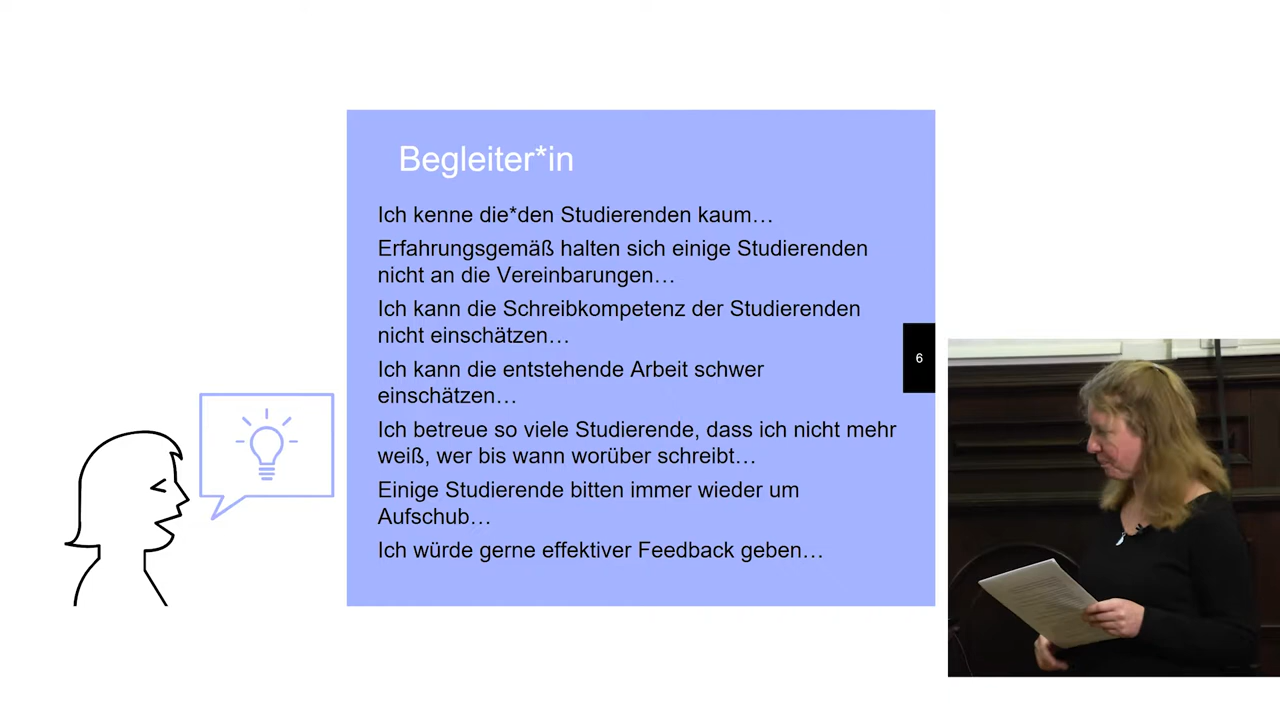 Begleiter*in
Ich kenne die*den Studierenden kaum…
Erfahrungsgemäß halten sich einige Studierenden
nicht an die Vereinbarungen…
Ich kann die Schreibkompetenz der Studierenden
nicht einschätzen…
Ich kann die entstehende Arbeit schwer
einschätzen…
Ich betreue so viele Studierende, dass ich nicht mehr
weiß, wer bis wann worüber schreibt…
Einige Studierende bitten immer wieder um
Aufschub…
Ich würde gerne effektiver Feedback geben…
6